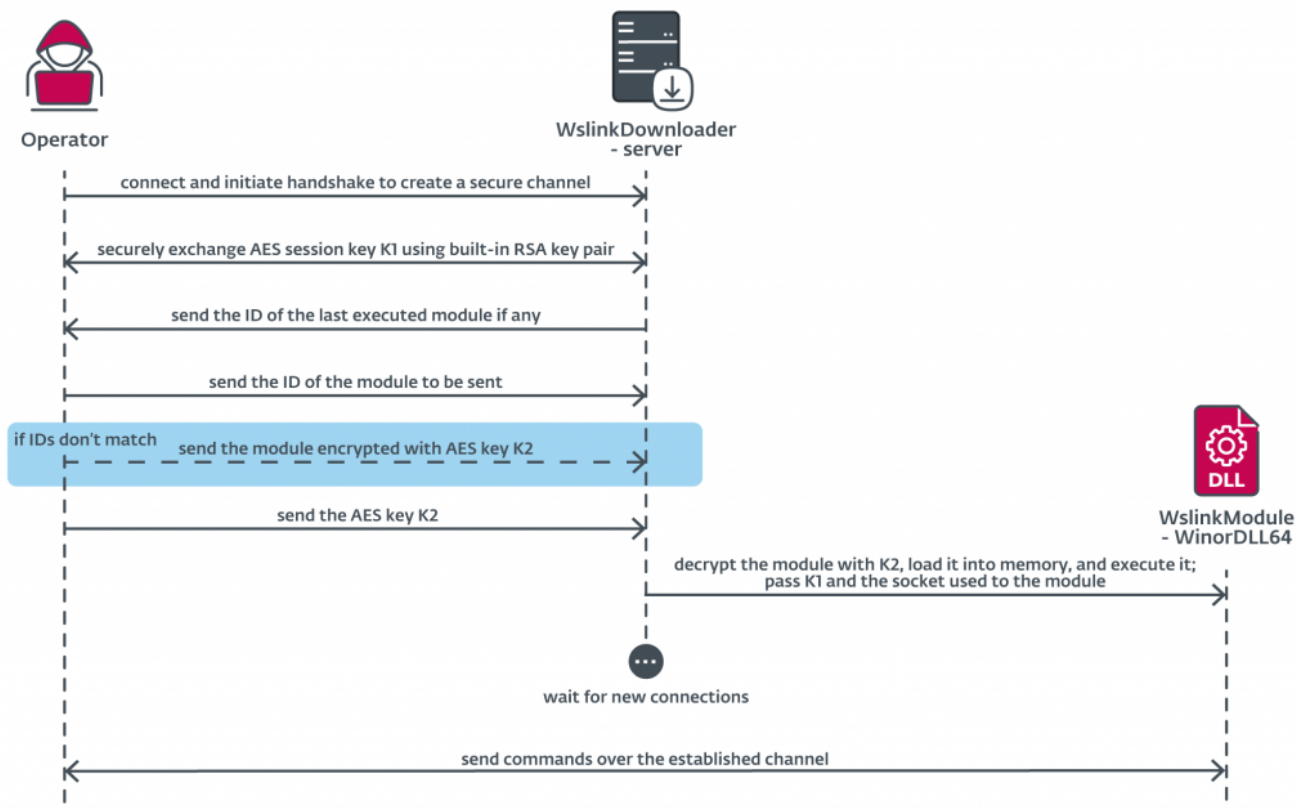 Operator
WslinkDownloader
- server
connect and initiate handshake to create a secure channel
securely exchange AES session key K1 using built-in RSA key pair
send the ID of the last executed module if any
send the ID of the module to be sent
if IDs don't match
send the module encrypted with AES key K2
DLL
send the AES key K2
WslinkModule
- WinorDLL64
decrypt the module with K2, load it into memory, and execute it;
pass K1 and the socket used to the module
wait for new connections
send commands over the established channel